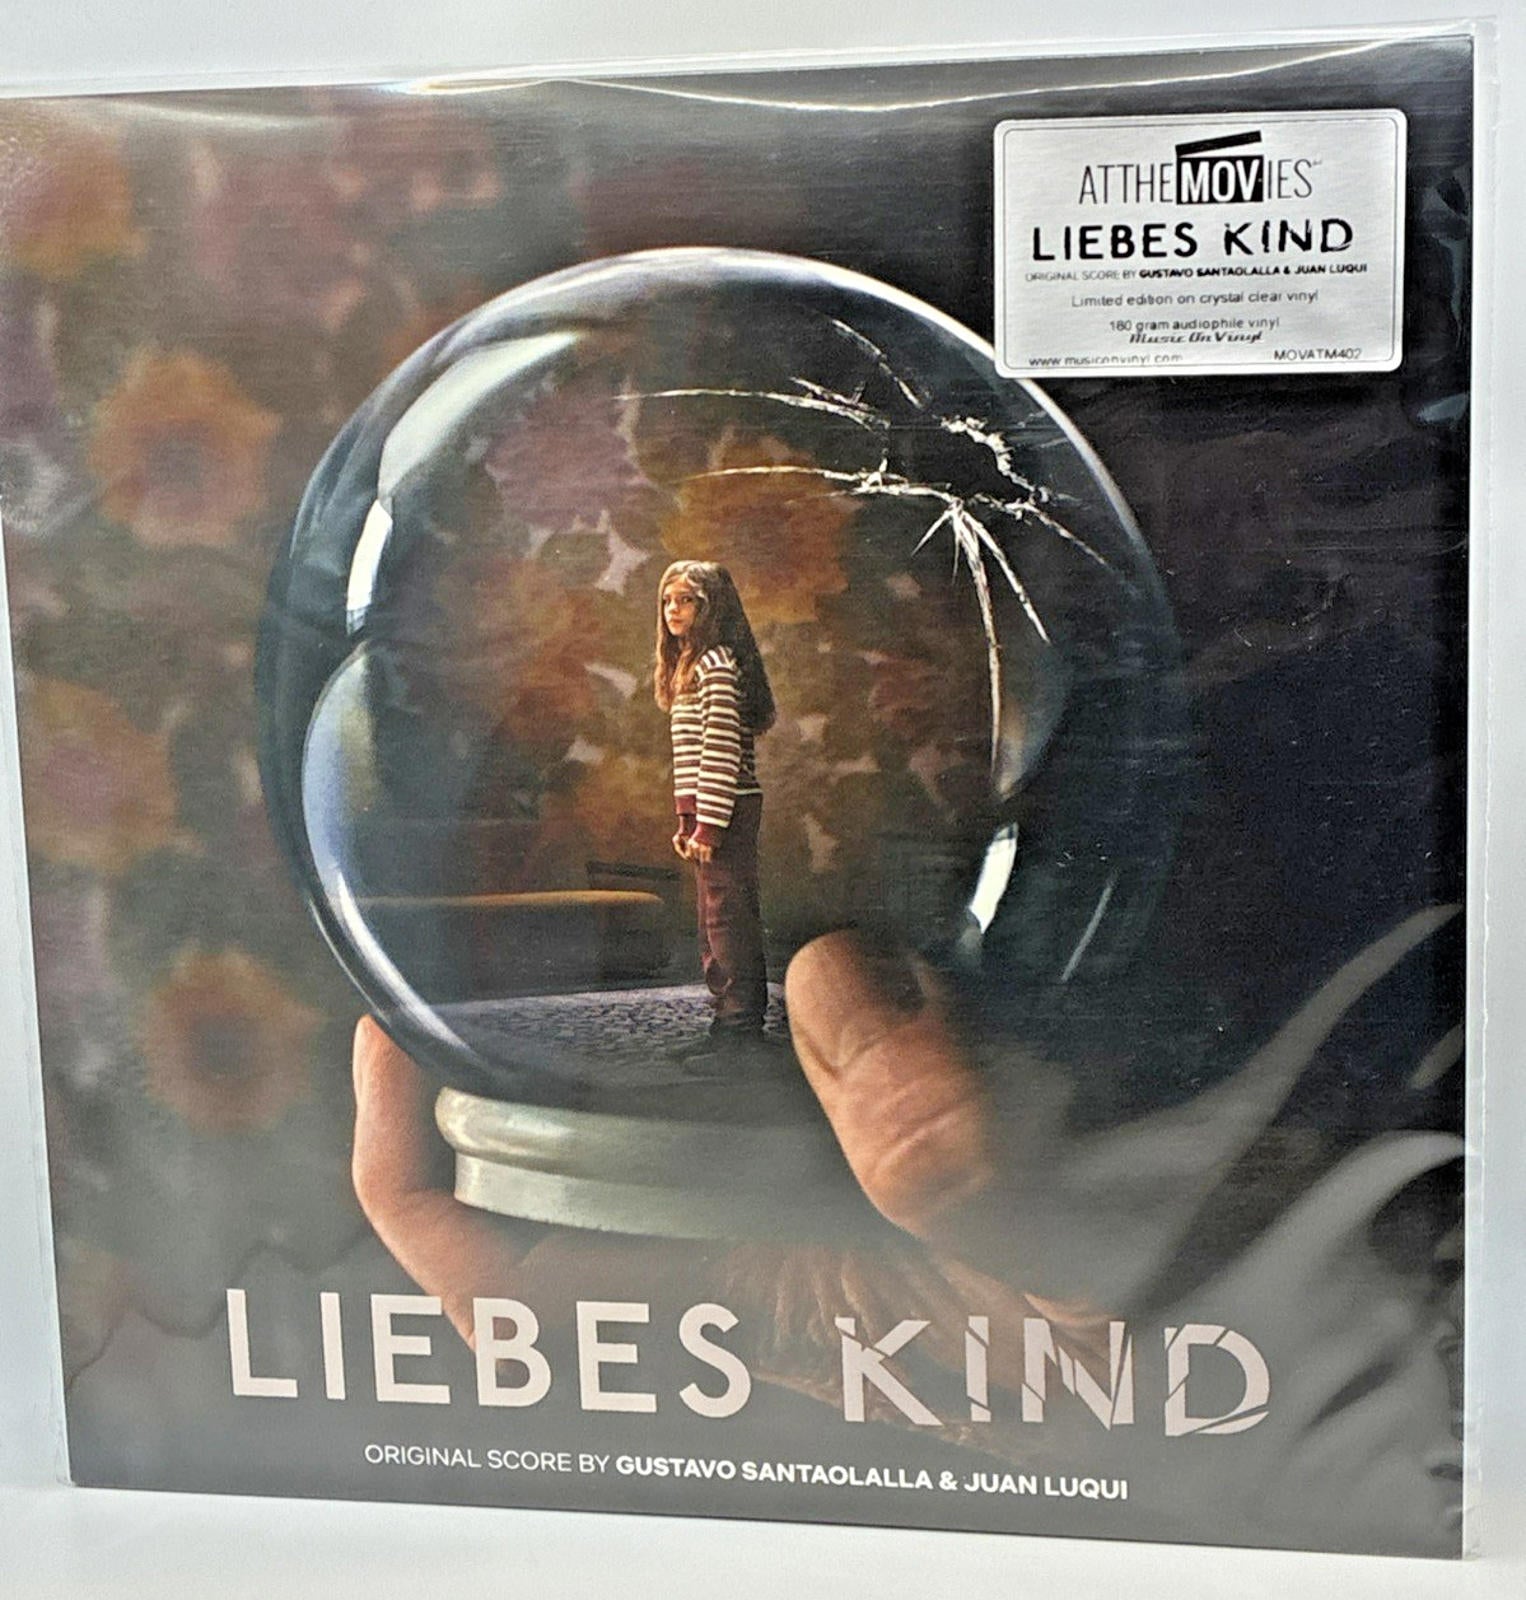 ATTHEMOVIES
LIEBES KIND
ORIGINAL SCORE BY GUSTAVO SANTAOLALLA & JUAN LUQUI
Limited edition on crystal clear vinyl
180 gram audiophile vinyl
Music On Vinyl
www.musiconvinyl.com MOVATM402
LIEBES KIND
ORIGINAL SCORE BY GUSTAVO SANTAOLALLA & JUAN LUQUI